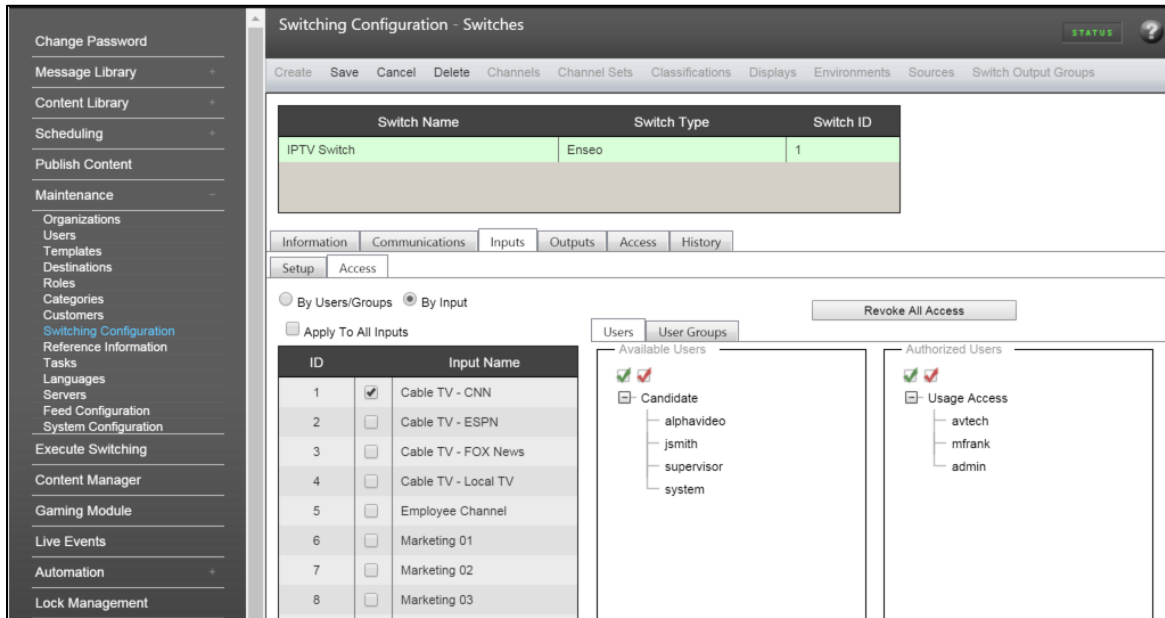 Switching Configuration - Switches
STATUS
?
Change Password
Message Library +
Content Library +
Scheduling +
Publish Content
Maintenance -
Organizations
Users
Templates
Destinations
Roles
Categories
Customers
Switching Configuration
Reference Information
Tasks
Languages
Servers
Feed Configuration
System Configuration
Execute Switching
Content Manager
Gaming Module
Live Events
Automation +
Lock Management
Create Save Cancel Delete Channels Channel Sets Classifications Displays Environments Sources Switch Output Groups
Switch Name Switch Type Switch ID
IPTV Switch Enseo 1
Information Communications Inputs Outputs Access History
Setup Access
By Users/Groups By Input
Revoke All Access
Apply To All Inputs
ID Input Name
1 Cable TV - CNN
2 Cable TV - ESPN
3 Cable TV - FOX News
4 Cable TV - Local TV
5 Employee Channel
6 Marketing 01
7 Marketing 02
8 Marketing 03
Users User Groups
Available Users
Candidate
alphavideo
jsmith
supervisor
system
Authorized Users
Usage Access
avtech
mfrank
admin